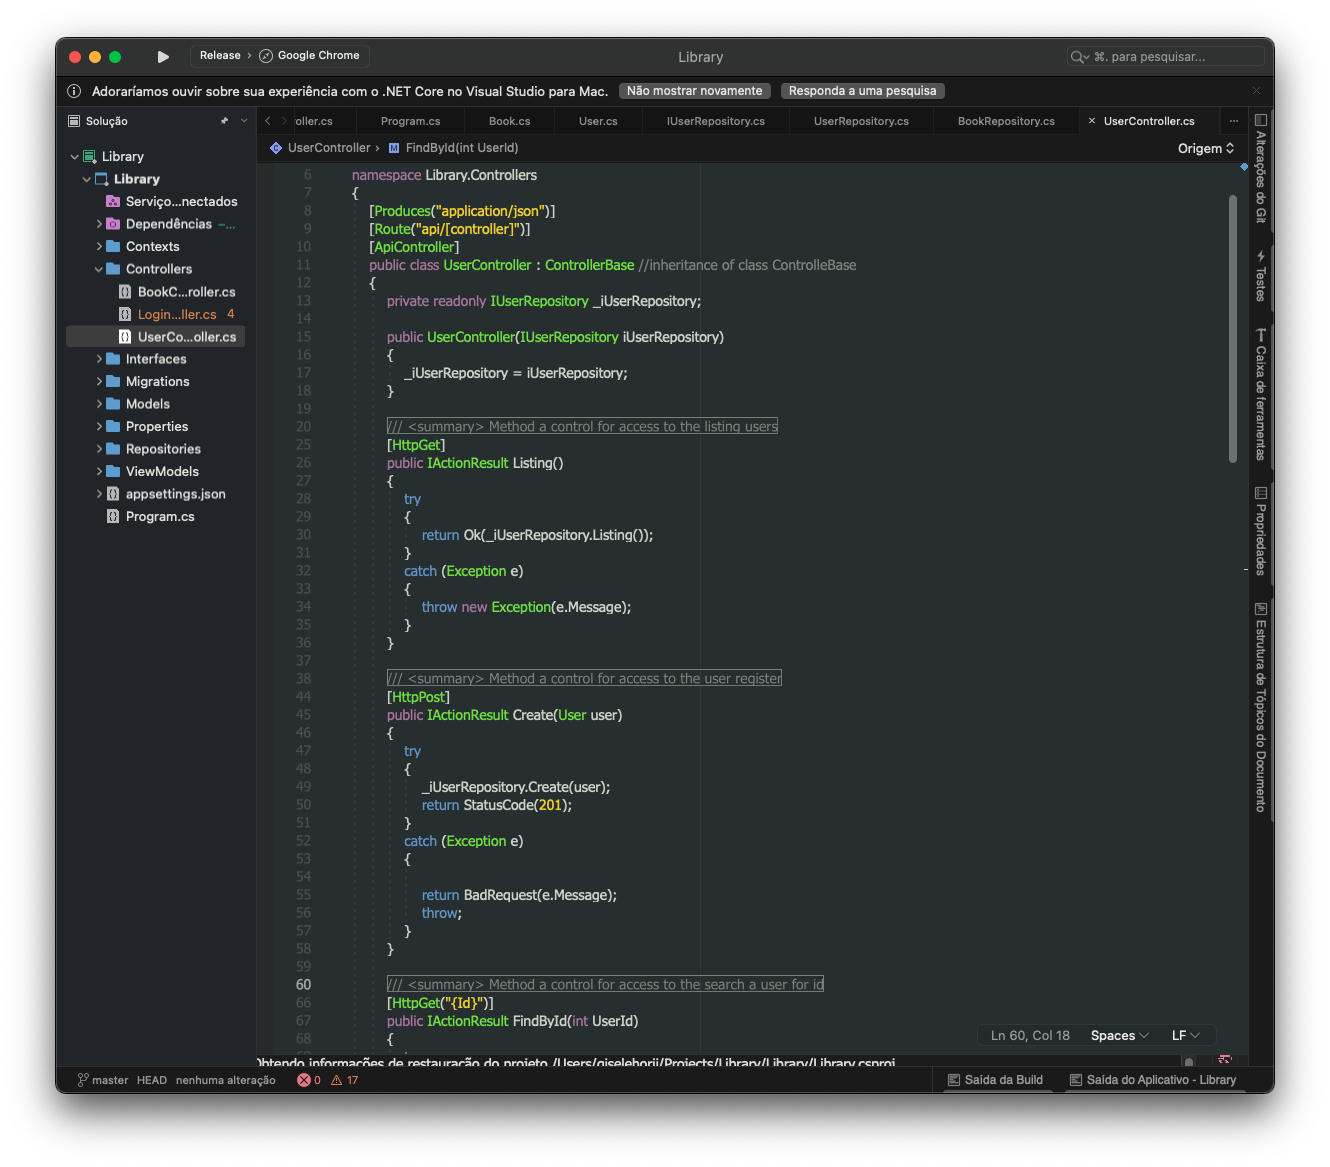 Release › Google Chrome
Library
⌘. para pesquisar...
Adoraríamos ouvir sobre sua experiência com o .NET Core no Visual Studio para Mac.
Não mostrar novamente
Responda a uma pesquisa
Solução
oller.cs
Program.cs
Book.cs
User.cs
IUserRepository.cs
UserRepository.cs
BookRepository.cs
× UserController.cs
...
UserController › M FindById(int UserId)
Origem
Library
Library
Serviço...nectados
Dependências –...
Contexts
Controllers
BookC...roller.cs
Login...ller.cs 4
UserCo...oller.cs
Interfaces
Migrations
Models
Properties
Repositories
ViewModels
appsettings.json
Program.cs
6 namespace Library.Controllers
7 {
8 [Produces("application/json")]
9 [Route("api/[controller]")]
10 [ApiController]
11 public class UserController : ControllerBase //inheritance of class ControlleBase
12 {
13 private readonly IUserRepository _iUserRepository;
14
15 public UserController(IUserRepository iUserRepository)
16 {
17 _iUserRepository = iUserRepository;
18 }
19
20 /// <summary> Method a control for access to the listing users
25 [HttpGet]
26 public IActionResult Listing()
27 {
28 try
29 {
30 return Ok(_iUserRepository.Listing());
31 }
32 catch (Exception e)
33 {
34 throw new Exception(e.Message);
35 }
36 }
37
38 /// <summary> Method a control for access to the user register
44 [HttpPost]
45 public IActionResult Create(User user)
46 {
47 try
48 {
49 _iUserRepository.Create(user);
50 return StatusCode(201);
51 }
52 catch (Exception e)
53 {
54
55 return BadRequest(e.Message);
56 throw;
57 }
58 }
59
60 /// <summary> Method a control for access to the search a user for id
66 [HttpGet("{Id}")]
67 public IActionResult FindById(int UserId)
68 {
Ln 60, Col 18
Spaces
LF
Alterações do Git
Testes
Caixa de ferramentas
Propriedades
Estrutura de Tópicos do Documento
Obtendo informações de restauração do projeto /Users/giselehorii/Projects/Library/Library/Library.csproj
master HEAD nenhuma alteração
0
17
Saída da Build
Saída do Aplicativo - Library